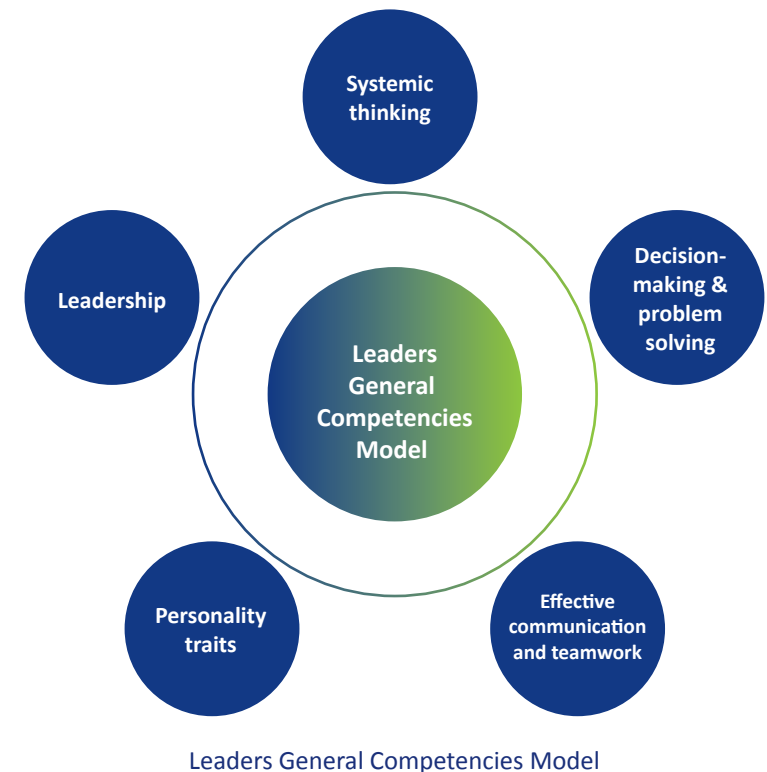 Systemic
thinking
Decision-
making &
problem
solving
Leadership
Leaders
General
Competencies
Model
Personality
traits
Effective
communication
and teamwork
Leaders General Competencies Model